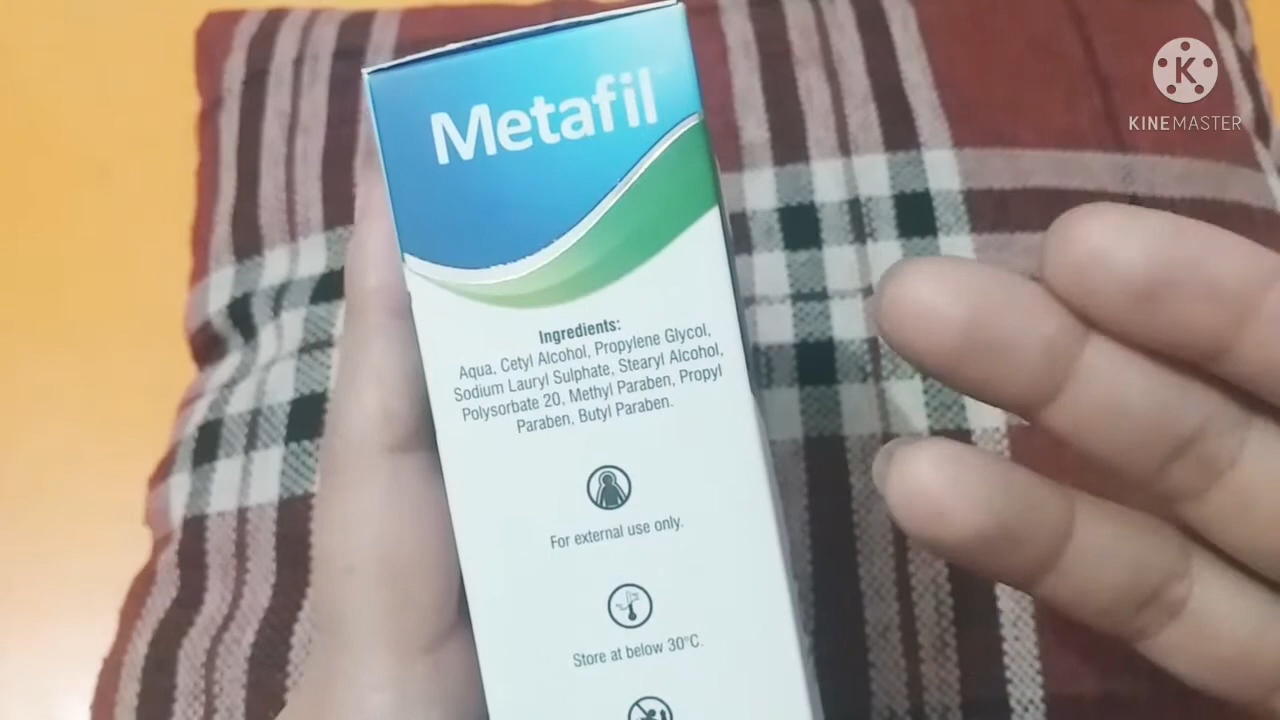 Metafil
Ingredients:
Aqua, Cetyl Alcohol, Propylene Glycol,
Sodium Lauryl Sulphate, Stearyl Alcohol,
Polysorbate 20, Methyl Paraben, Propyl
Paraben, Butyl Paraben.
For external use only.
Store at below 30°C.
K
KINEMASTER